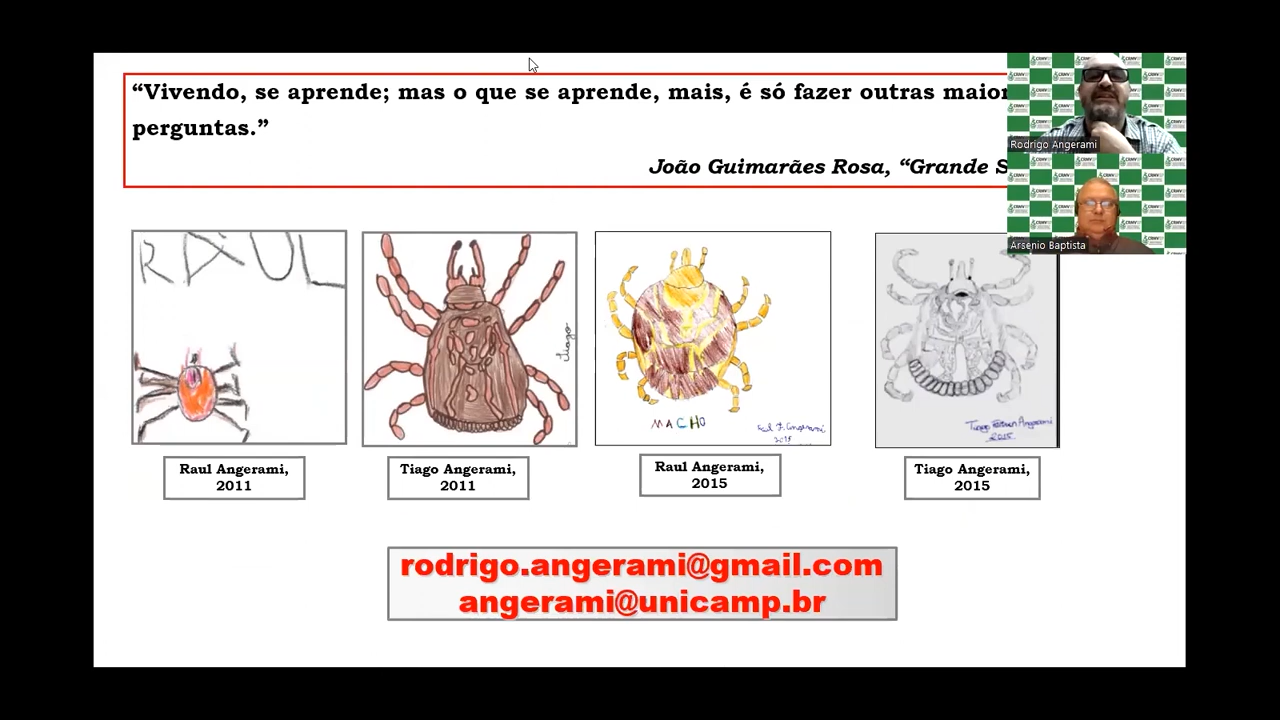 “Vivendo, se aprende; mas o que se aprende, mais, é só fazer outras
perguntas.”
João Guimarães Rosa, “Grande
Rodrigo Angerami
Arsenio Baptista
RAUL
Tiago
MACHO
2015
2015
Raul Angerami,
2011
Tiago Angerami,
2011
Raul Angerami,
2015
Tiago Angerami,
2015
rodrigo.angerami@gmail.com
angerami@unicamp.br